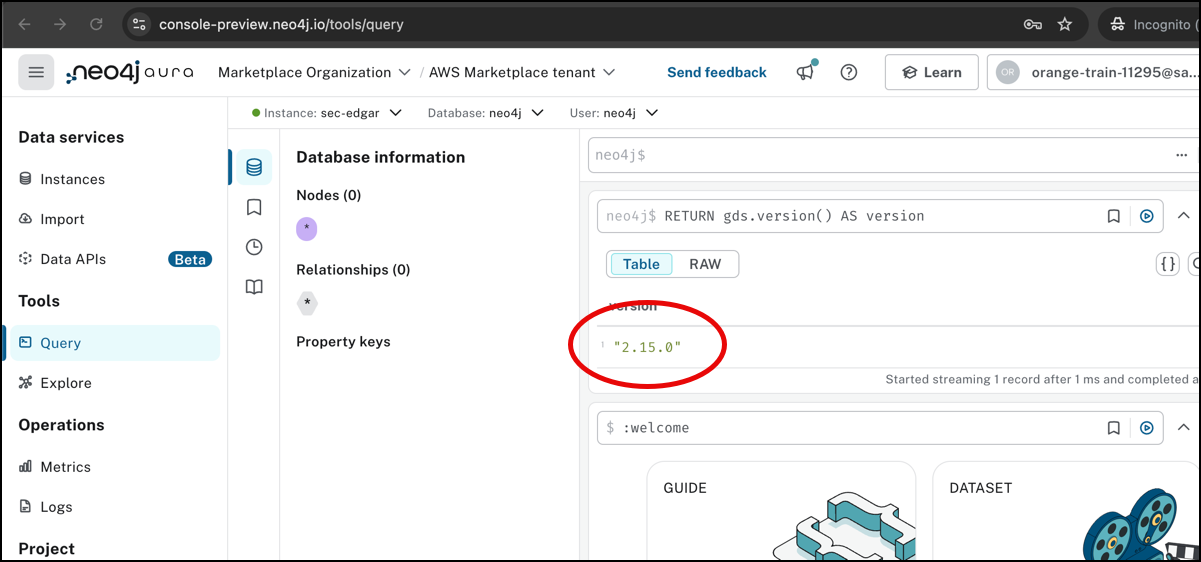 console-preview.neo4j.io/tools/query
Incognito (
neo4j aura
Marketplace Organization / AWS Marketplace tenant
Send feedback
Learn
OR orange-train-11295@sa...
Instance: sec-edgar
Database: neo4j
User: neo4j
Data services
Instances
Import
Data APIs Beta
Tools
Query
Explore
Operations
Metrics
Logs
Project
Database information
Nodes (0)
*
Relationships (0)
*
Property keys
neo4j$
neo4j$ RETURN gds.version() AS version
Table RAW
{}
version
1 "2.15.0"
Started streaming 1 record after 1 ms and completed a
$ :welcome
GUIDE
DATASET